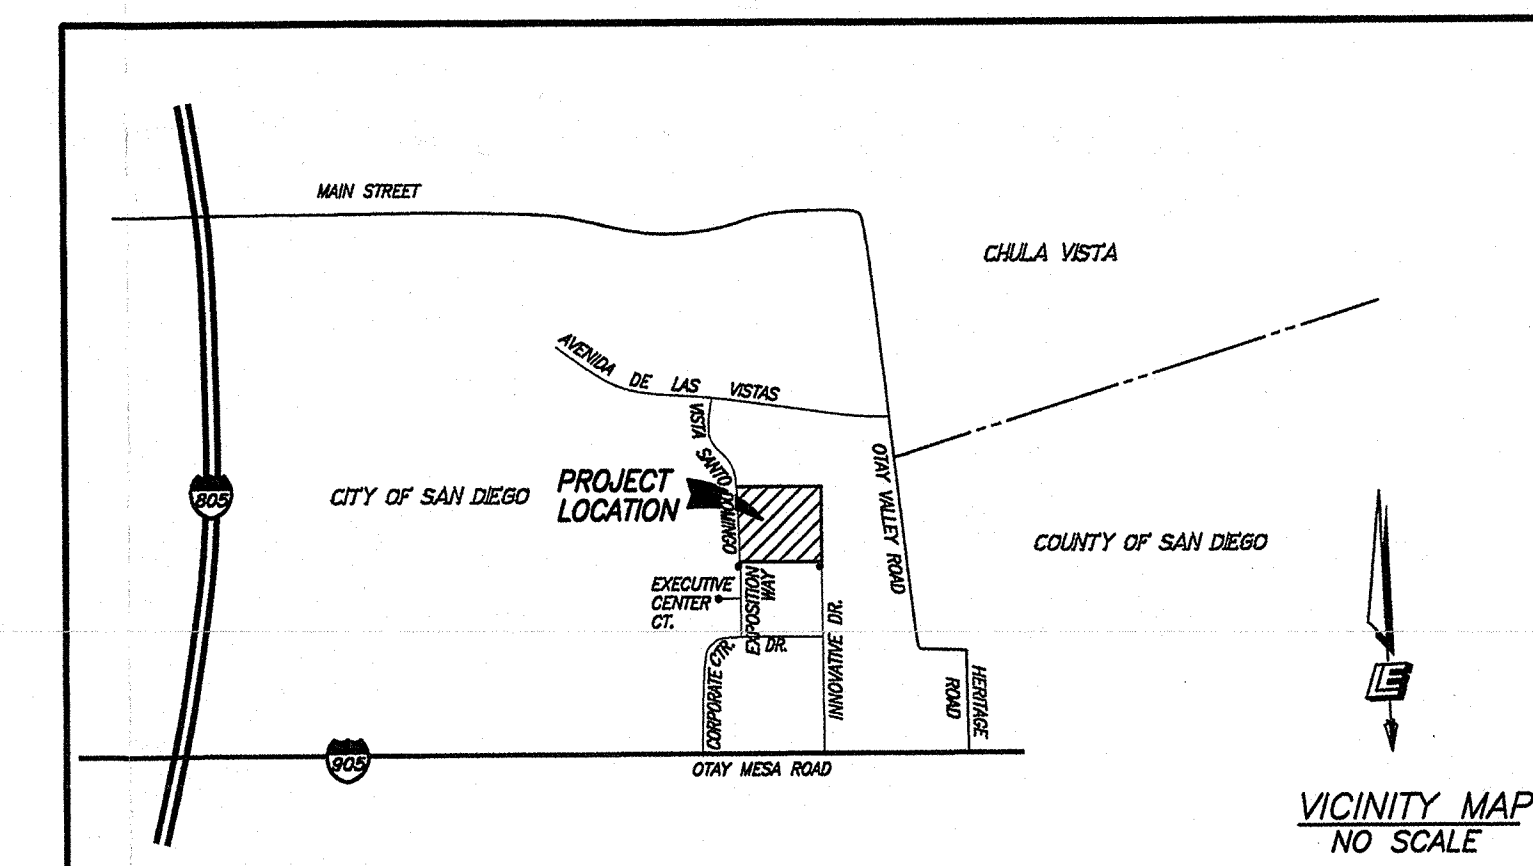 MAIN STREET
CHULA VISTA
AVENIDA DE LAS VISTAS
VISTA SANTO DOMINGO
OTAY VALLEY ROAD
PROJECT
LOCATION
CITY OF SAN DIEGO
805
COUNTY OF SAN DIEGO
EXECUTIVE
CENTER
CT.
EXPOSITION
WAY
INNOVATIVE DR.
CORPORATE CTR. DR.
HERITAGE
ROAD
905
OTAY MESA ROAD
VICINITY MAP
NO SCALE